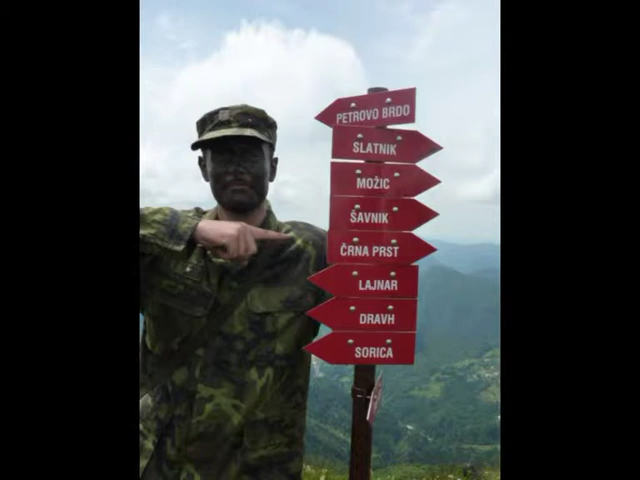 PETROVO BRDO
SLATNIK
MOŽIC
ŠAVNIK
ČRNA PRST
LAJNAR
DRAVH
SORICA